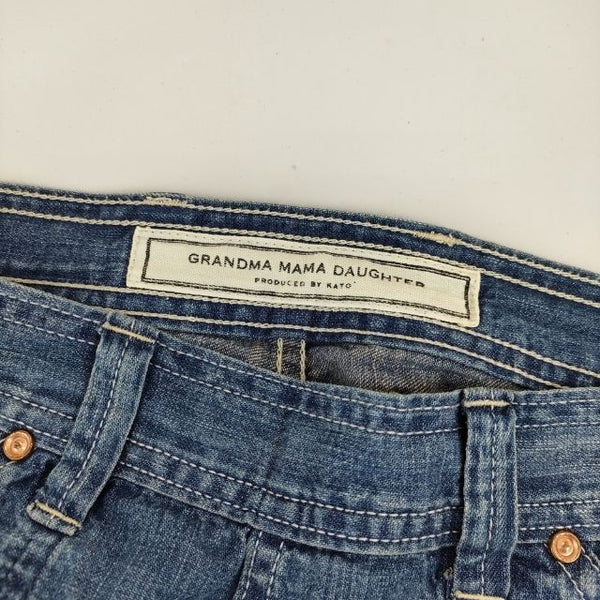 GRANDMA MAMA DAUGHTER
PRODUCED BY KATO'